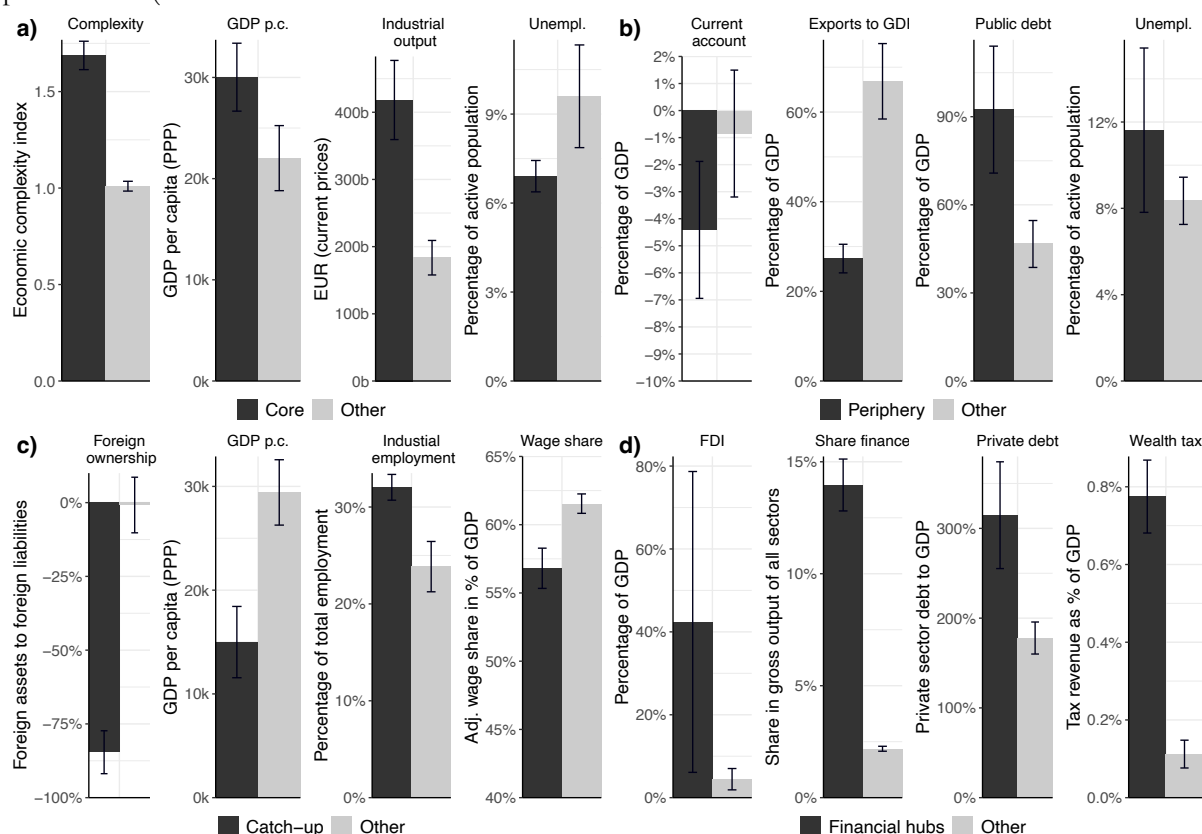 a)
Complexity
Economic complexity index
1.5
1.0
0.5
0.0
GDP p.c.
GDP per capita (PPP)
30k
20k
10k
0k
Industrial
output
EUR (current prices)
400b
300b
200b
100b
0b
Unempl.
Percentage of active population
9%
6%
3%
0%
Core
Other
b)
Current
account
Percentage of GDP
2%
1%
0%
−1%
−2%
−3%
−4%
−5%
−6%
−7%
−8%
−9%
−10%
Exports to GDI
Percentage of GDP
60%
40%
20%
0%
Public debt
Percentage of GDP
90%
60%
30%
0%
Unempl.
Percentage of active population
12%
8%
4%
0%
Periphery
Other
c)
Foreign
ownership
Foreign assets to foreign liabilities
0%
−25%
−50%
−75%
−100%
GDP p.c.
GDP per capita (PPP)
30k
20k
10k
0k
Industial
employment
Percentage of total employment
30%
20%
10%
0%
Wage share
Adj. wage share in % of GDP
65%
60%
55%
50%
45%
40%
Catch−up
Other
d)
FDI
Percentage of GDP
80%
60%
40%
20%
0%
Share finance
Share in gross output of all sectors
15%
10%
5%
0%
Private debt
Private sector debt to GDP
300%
200%
100%
0%
Wealth tax
Tax revenue as % of GDP
0.8%
0.6%
0.4%
0.2%
0.0%
Financial hubs
Other